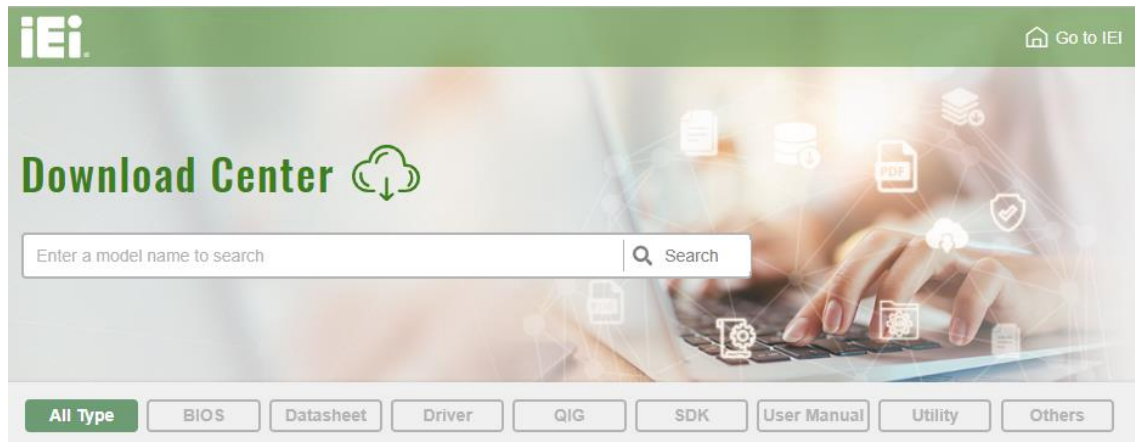 iEi
Go to IEI
Download Center
Enter a model name to search
Search
PDF
All Type
BIOS
Datasheet
Driver
QIG
SDK
User Manual
Utility
Others